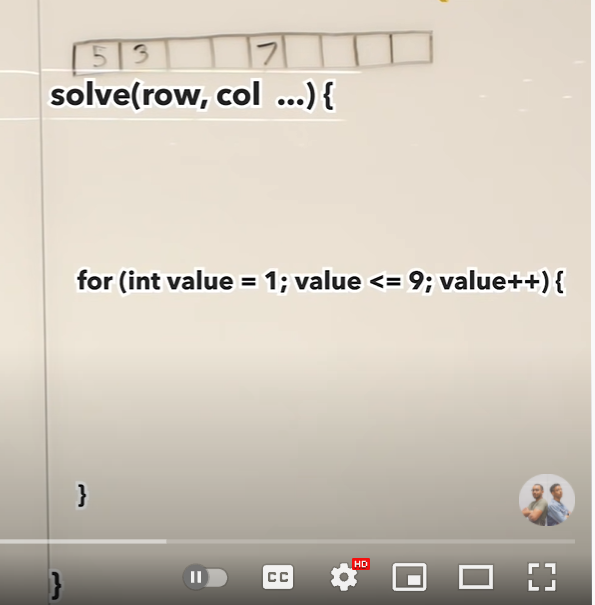 5 3 7
solve(row, col ...) {
for (int value = 1; value <= 9; value++) {
}
CC
HD
}